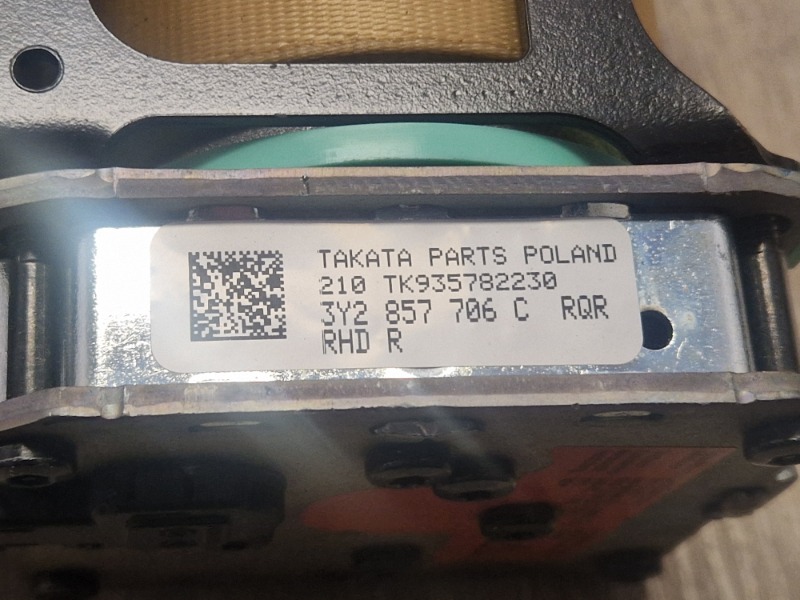 TAKATA PARTS POLAND
210 TK935782230
3Y2 857 706 C RQR
RHD R